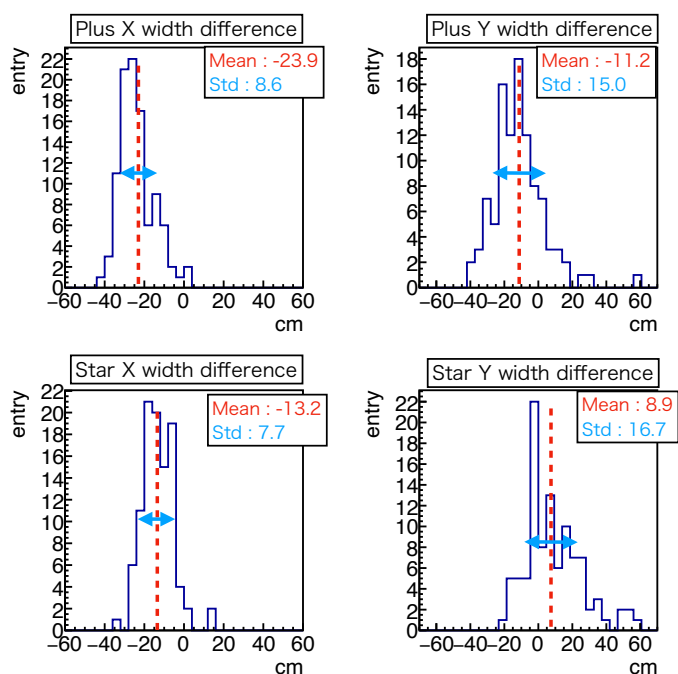 Plus X width difference
entry
Mean : -23.9
Std : 8.6
22
20
18
16
14
12
10
8
6
4
2
0
−60 −40 −20 0 20 40 60
cm
Plus Y width difference
entry
Mean : -11.2
Std : 15.0
18
16
14
12
10
8
6
4
2
0
−60 −40 −20 0 20 40 60
cm
Star X width difference
entry
Mean : -13.2
Std : 7.7
22
20
18
16
14
12
10
8
6
4
2
0
−60 −40 −20 0 20 40 60
cm
Star Y width difference
entry
Mean : 8.9
Std : 16.7
22
20
18
16
14
12
10
8
6
4
2
0
−60 −40 −20 0 20 40 60
cm